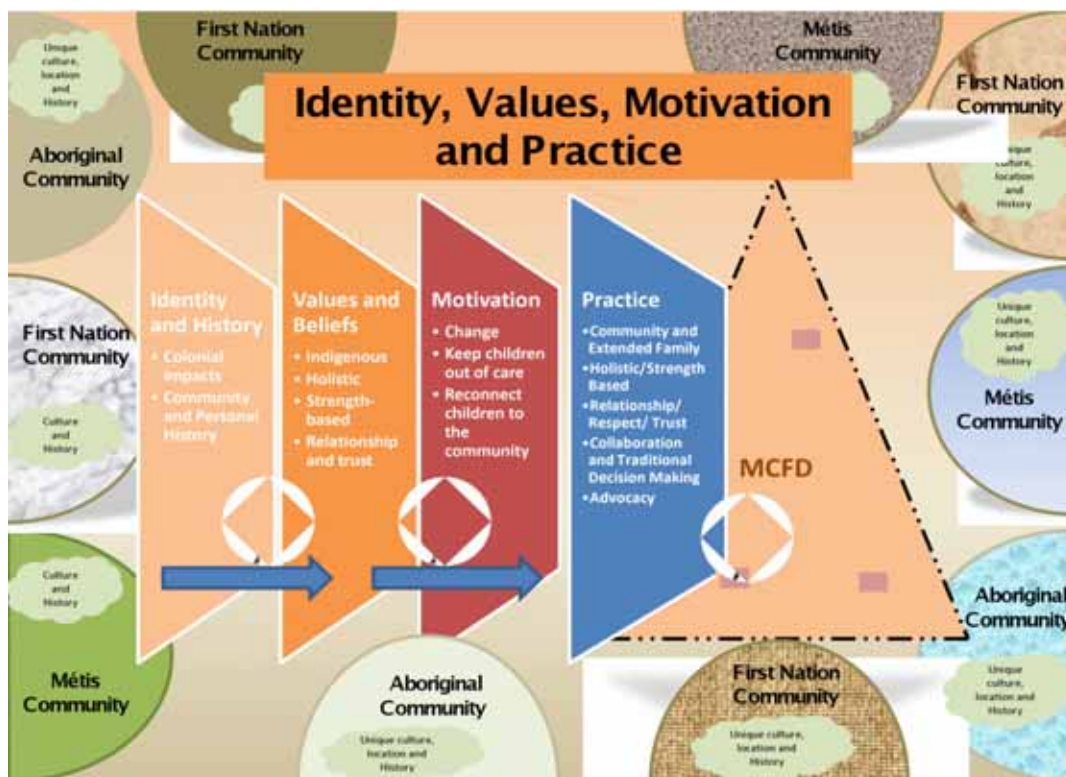 First Nation
Community
Métis
Community
Unique
culture,
location
and
History
Aboriginal
Community
Identity, Values, Motivation
and Practice
First Nation
Community
Unique
culture,
location
and
History
Identity
and History
• Colonial
impacts
• Community
and Personal
History
Values and
Beliefs
• Indigenous
• Holistic
• Strength-
based
• Relationship
and trust
Motivation
• Change
• Keep children
out of care
• Reconnect
children to
the
community
Practice
•Community and
Extended Family
•Holistic/Strength
Based
•Relationship/
Respect/ Trust
•Collaboration
and Traditional
Decision Making
•Advocacy
MCFD
First Nation
Community
Culture
and
History
Unique
culture,
location
and
History
Métis
Community
Culture
and
History
Métis
Community
Aboriginal
Community
Unique culture,
location and
History
First Nation
Community
Unique culture,
location and
History
Aboriginal
Community
Unique
culture,
location and
History